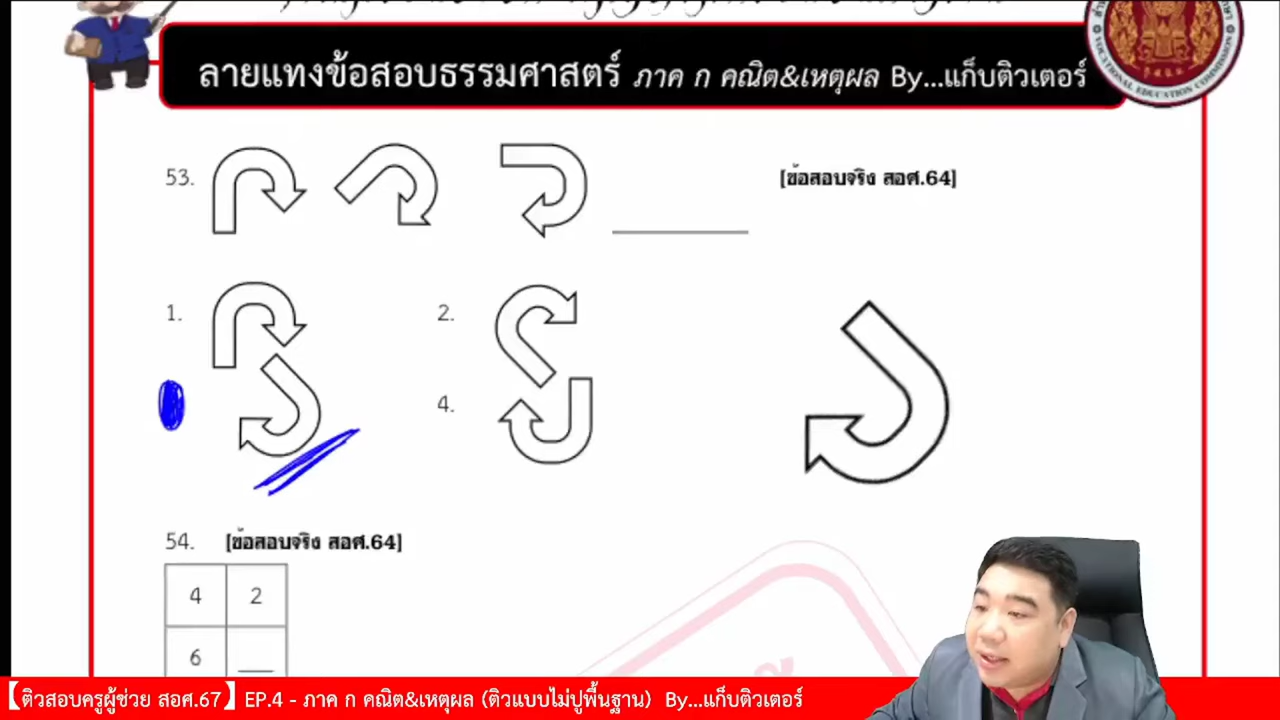 ลายแทงข้อสอบธรรมศาสตร์ ภาค ก คณิต&เหตุผล By...แก็บติวเตอร์
VOCATIONAL EDUCATION COMMISSION
53. [ข้อสอบจริง สอศ.64]
1. 2.
4.
54. [ข้อสอบจริง สอศ.64]
4 2
6 __
【ติวสอบครูผู้ช่วย สอศ.67】 EP.4 - ภาค ก คณิต&เหตุผล (ติวแบบไม่ปูพื้นฐาน) By...แก็บติวเตอร์